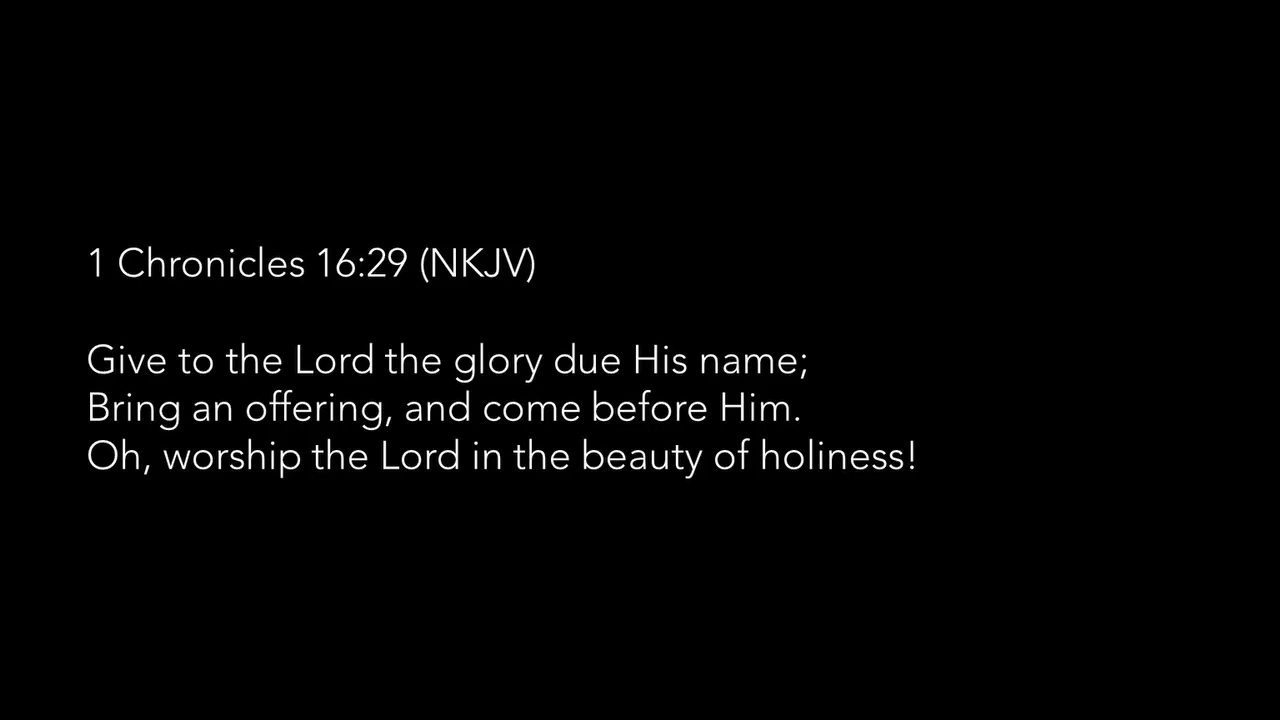 1 Chronicles 16:29 (NKJV)
Give to the Lord the glory due His name;
Bring an offering, and come before Him.
Oh, worship the Lord in the beauty of holiness!